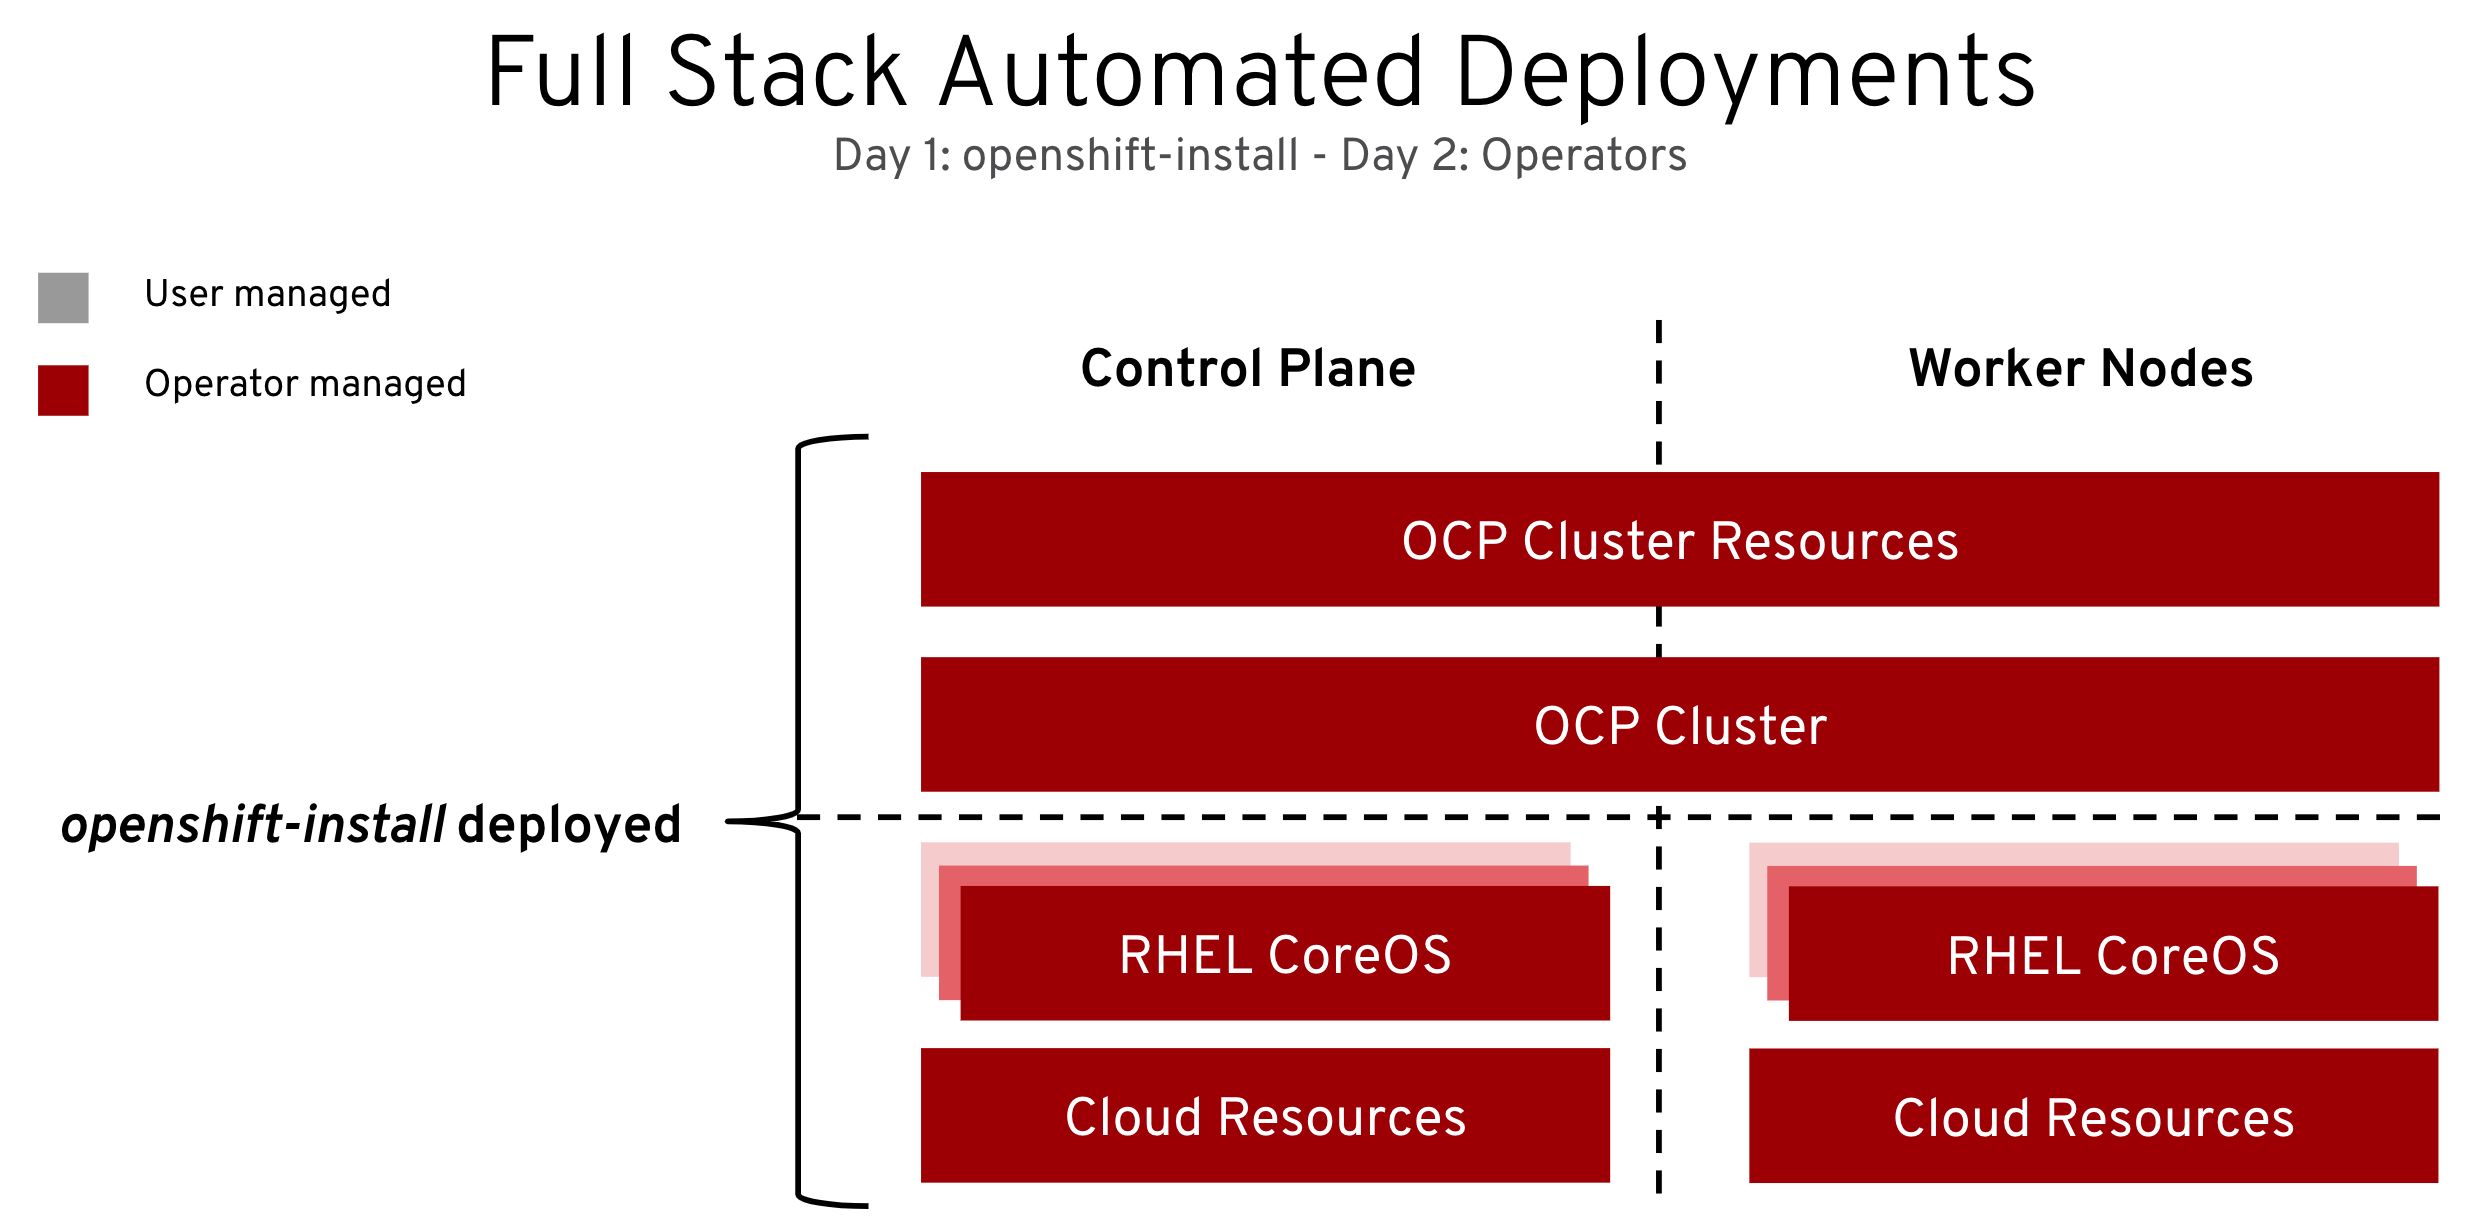 Full Stack Automated Deployments
Day 1: openshift-install - Day 2: Operators
User managed
Operator managed
Control Plane
Worker Nodes
OCP Cluster Resources
OCP Cluster
openshift-install deployed
RHEL CoreOS
RHEL CoreOS
Cloud Resources
Cloud Resources